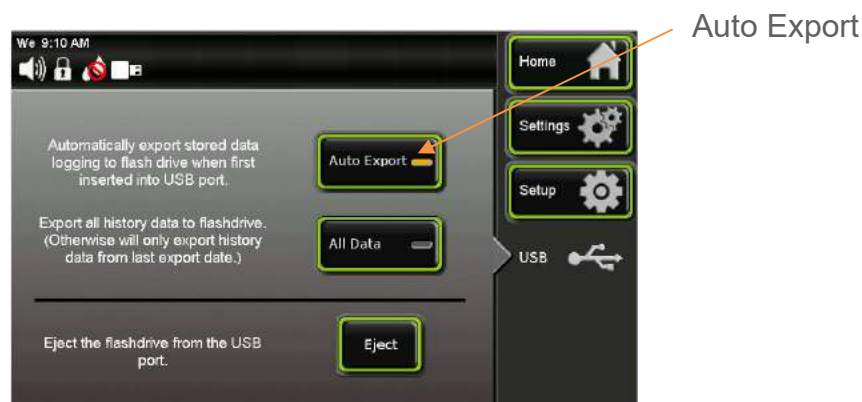 Auto Export
We 9:10 AM
Home
Settings
Automatically export stored data
logging to flash drive when first
inserted into USB port.
Auto Export
Setup
Export all history data to flashdrive.
(Otherwise will only export history
data from last export date.)
All Data
USB
Eject the flashdrive from the USB
port.
Eject